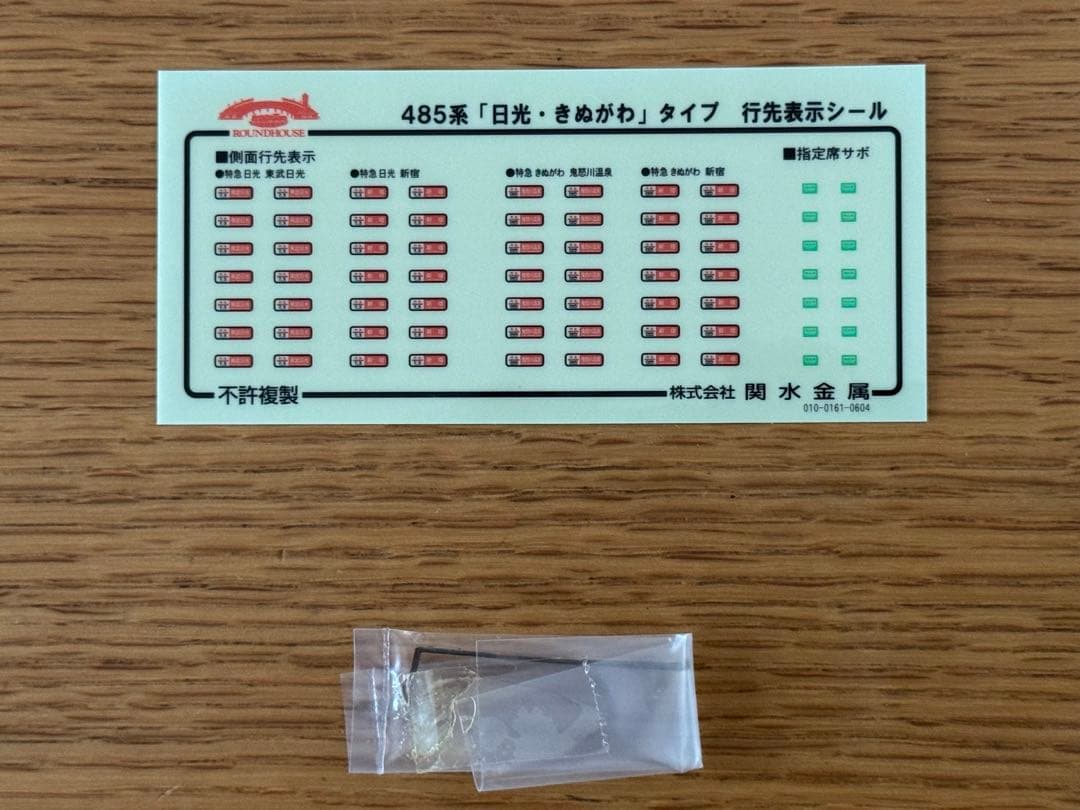 ROUNDHOUSE
485系「日光・きぬがわ」タイプ 行先表示シール
■側面行先表示
■指定席サボ
●特急日光 東武日光
●特急日光 新宿
●特急 きぬがわ 鬼怒川温泉
●特急 きぬがわ 新宿
不許複製
株式会社 関水金属
010-0161-0604